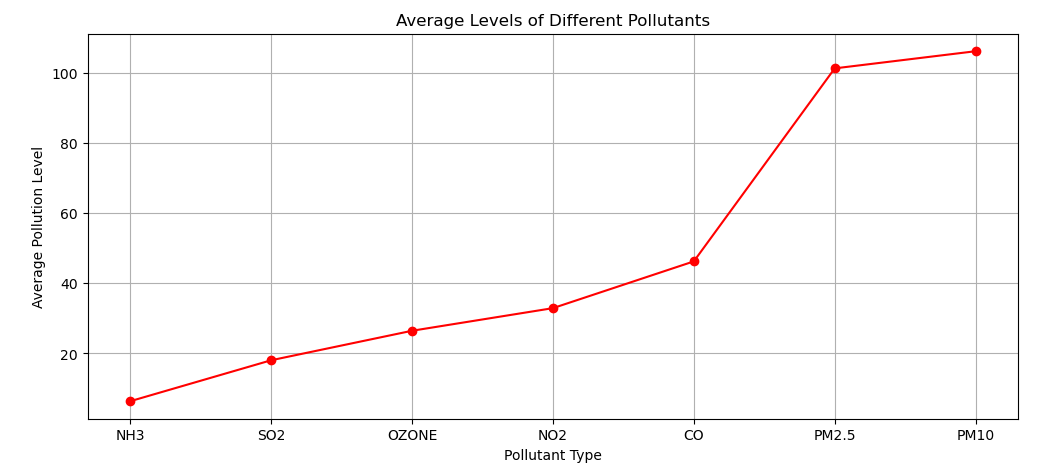 Average Levels of Different Pollutants
Average Pollution Level
100
80
60
40
20
NH3 SO2 OZONE NO2 CO PM2.5 PM10
Pollutant Type